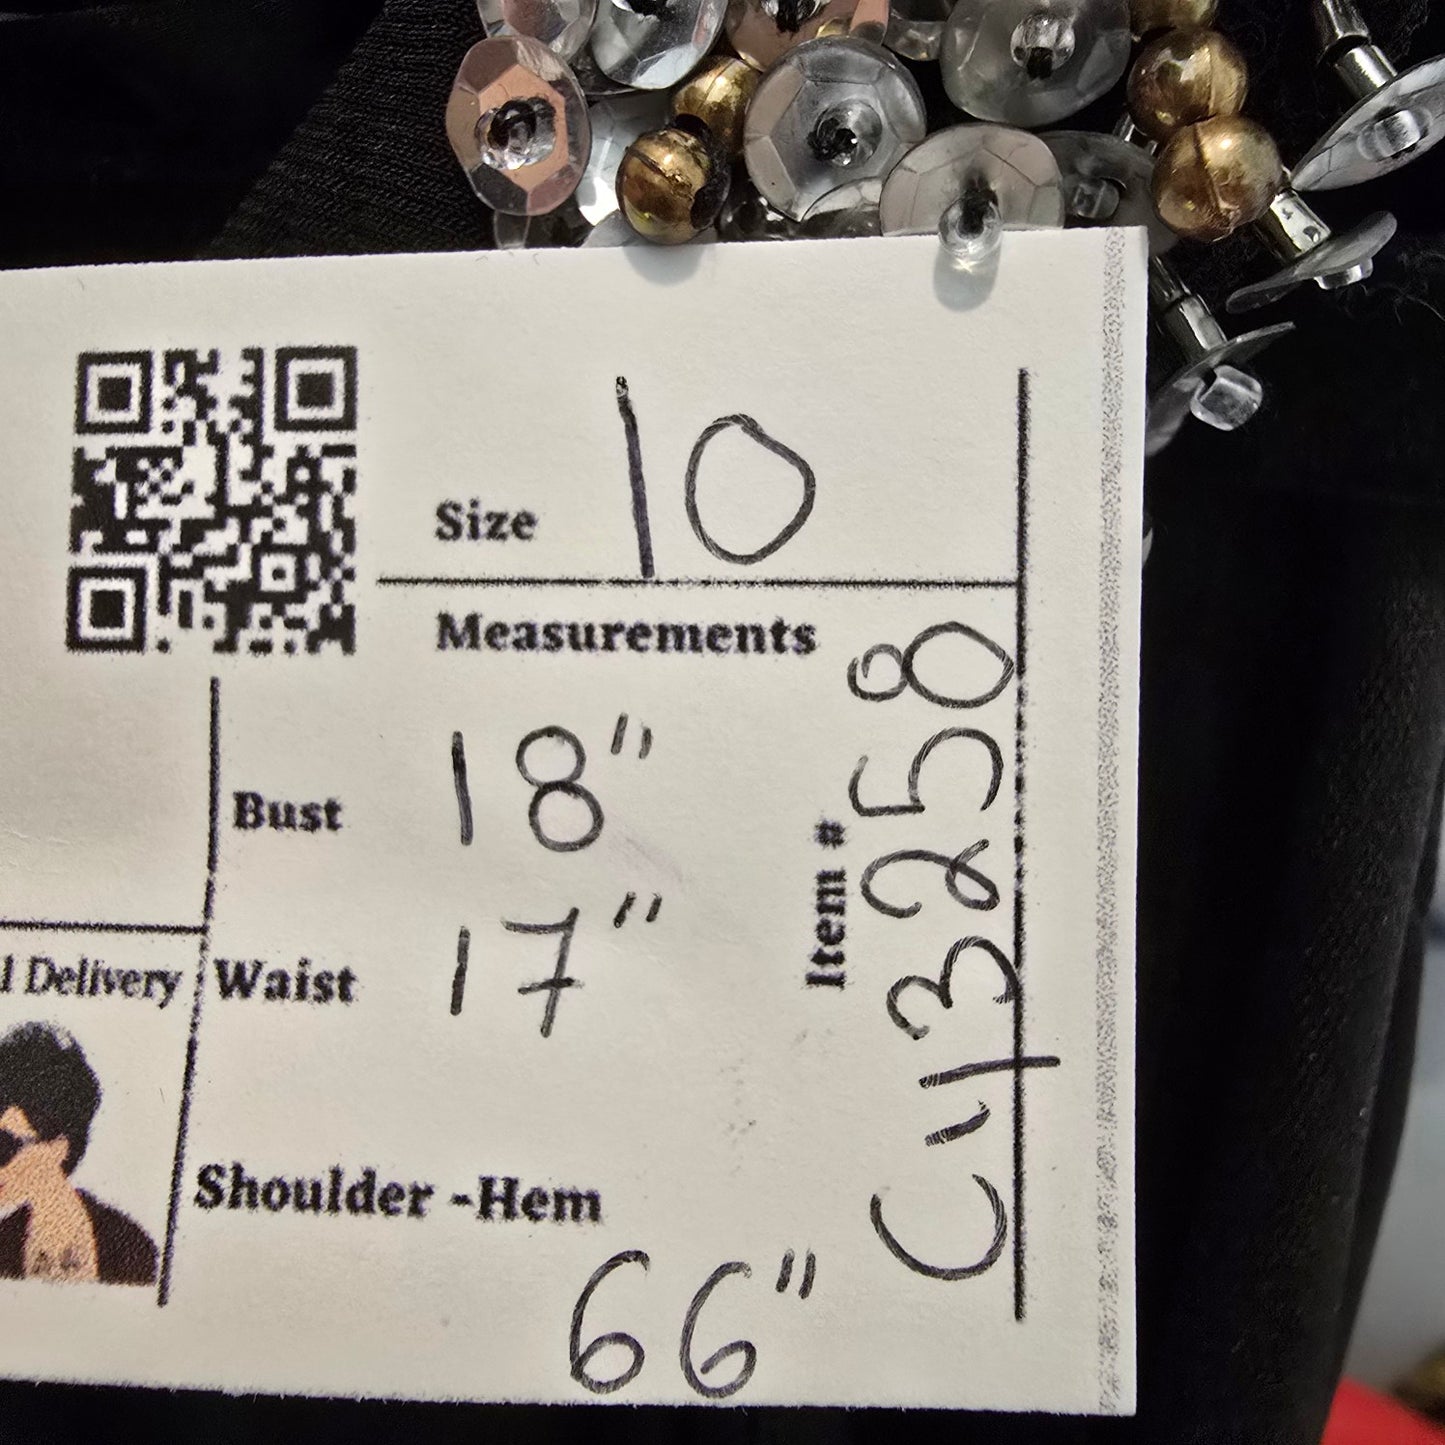 Size 10
Measurements
Bust 18"
l Delivery
Waist 17"
Shoulder -Hem
66"
Item # C43258